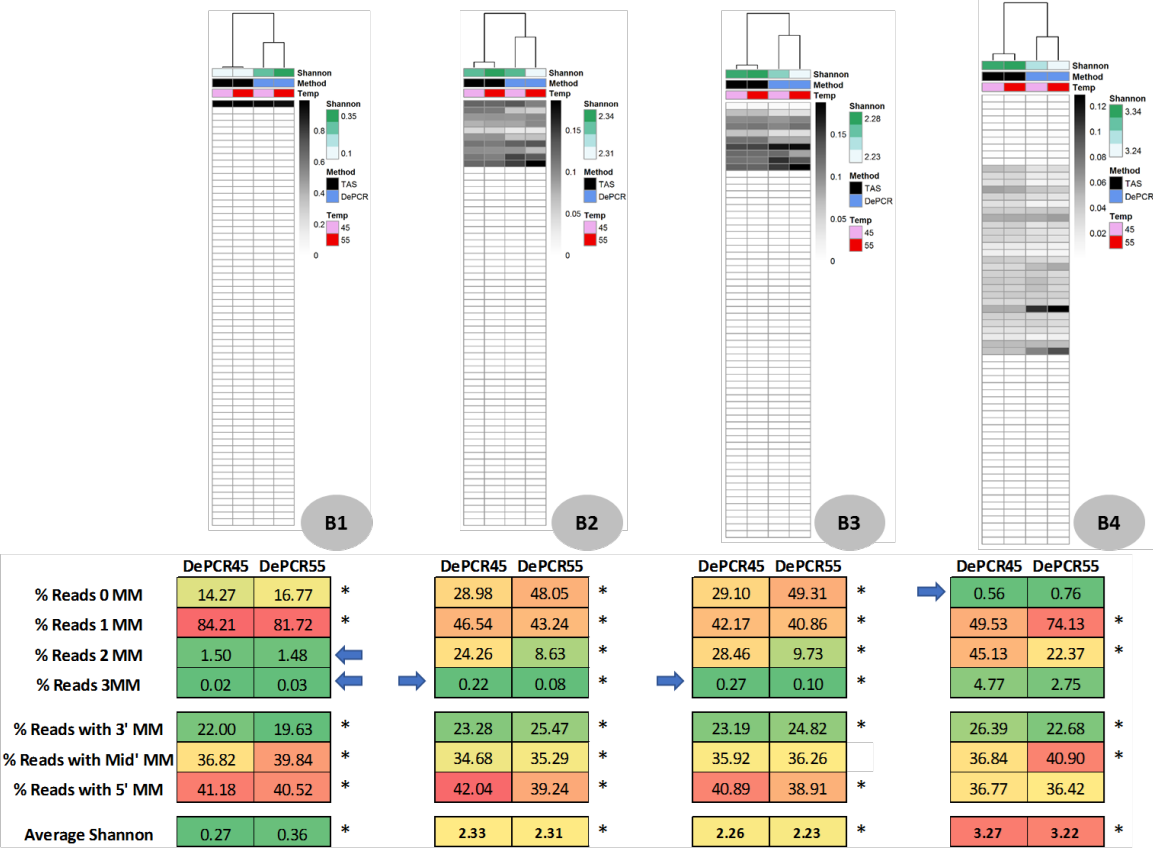 Shannon
Method
Temp
Shannon
0.35
0.1
Method
TAS
DePCR
Temp
45
55
0.8
0.6
0.4
0.2
0
B1
Shannon
Method
Temp
Shannon
2.34
2.31
Method
TAS
DePCR
Temp
45
55
0.15
0.1
0.05
0
B2
Shannon
Method
Temp
Shannon
2.28
2.23
Method
TAS
DePCR
Temp
45
55
0.15
0.1
0.05
0
B3
Shannon
Method
Temp
Shannon
3.34
3.24
Method
TAS
DePCR
Temp
45
55
0.12
0.1
0.08
0.06
0.04
0.02
B4
DePCR45 DePCR55 DePCR45 DePCR55 DePCR45 DePCR55 DePCR45 DePCR55
% Reads 0 MM 14.27 16.77 * 28.98 48.05 * 29.10 49.31 * 0.56 0.76
% Reads 1 MM 84.21 81.72 * 46.54 43.24 * 42.17 40.86 * 49.53 74.13 *
% Reads 2 MM 1.50 1.48 24.26 8.63 * 28.46 9.73 * 45.13 22.37 *
% Reads 3MM 0.02 0.03 0.22 0.08 * 0.27 0.10 * 4.77 2.75 *
% Reads with 3' MM 22.00 19.63 * 23.28 25.47 * 23.19 24.82 * 26.39 22.68 *
% Reads with Mid' MM 36.82 39.84 * 34.68 35.29 * 35.92 36.26 36.84 40.90 *
% Reads with 5' MM 41.18 40.52 * 42.04 39.24 * 40.89 38.91 * 36.77 36.42
Average Shannon 0.27 0.36 * 2.33 2.31 * 2.26 2.23 * 3.27 3.22 *